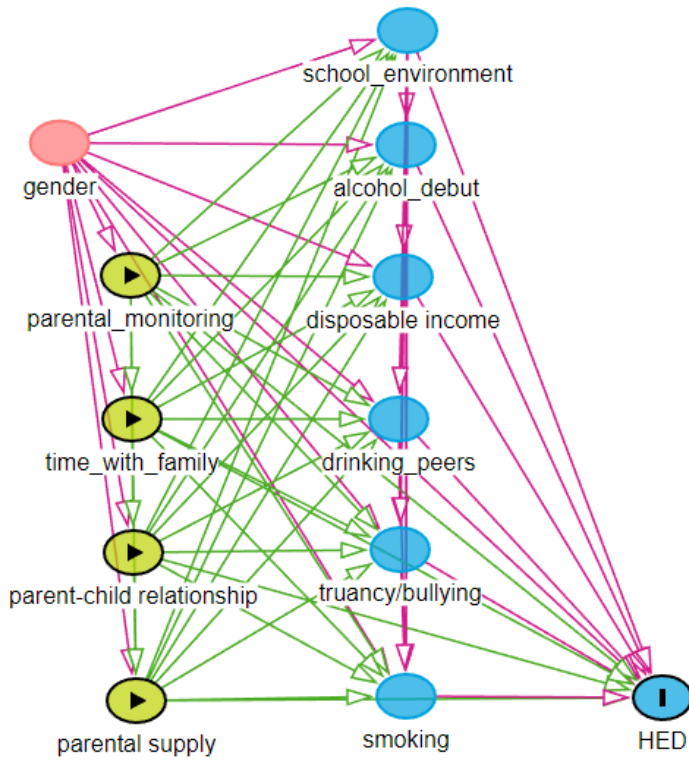 school_environment
gender
alcohol_debut
parental_monitoring
disposable income
time_with_family
drinking_peers
parent-child relationship
truancy/bullying
parental supply
smoking
HED